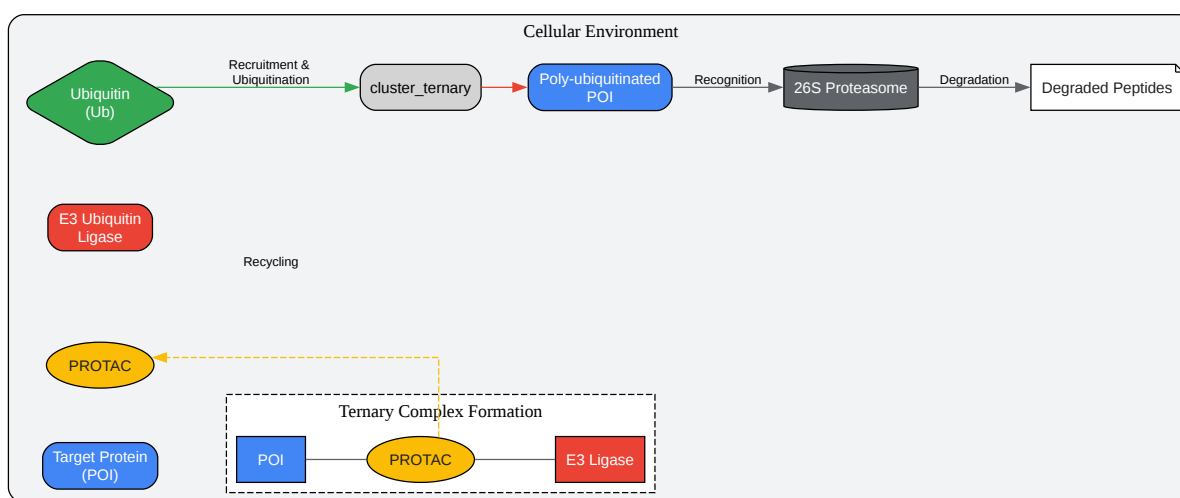 Cellular Environment
Ubiquitin
(Ub)
Recruitment &
Ubiquitination
cluster_ternary
Poly-ubiquitinated
POI
Recognition
26S Proteasome
Degradation
Degraded Peptides
E3 Ubiquitin
Ligase
Recycling
PROTAC
Ternary Complex Formation
POI
PROTAC
E3 Ligase
Target Protein
(POI)